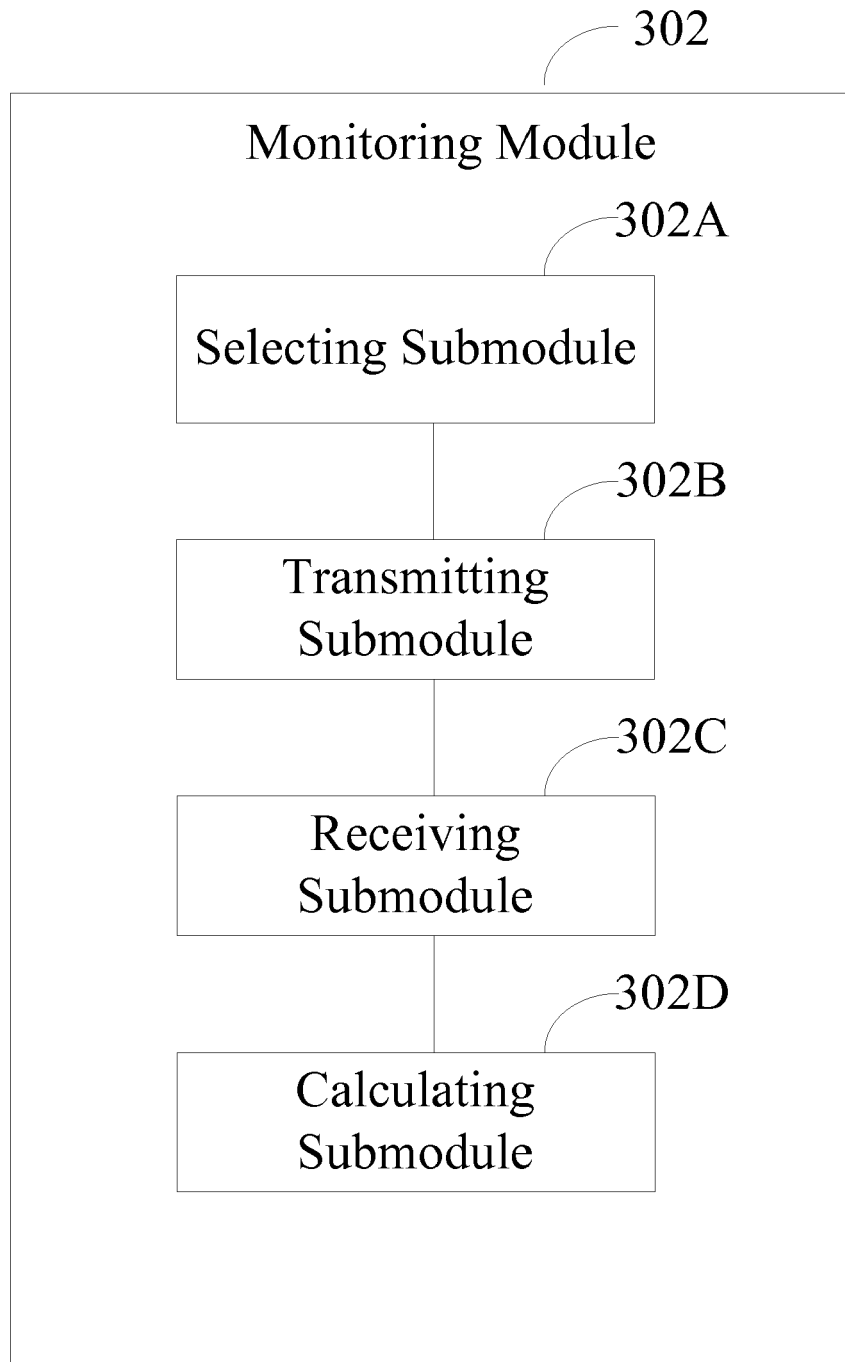 302
Monitoring Module
302A
Selecting Submodule
302B
Transmitting
Submodule
302C
Receiving
Submodule
302D
Calculating
Submodule